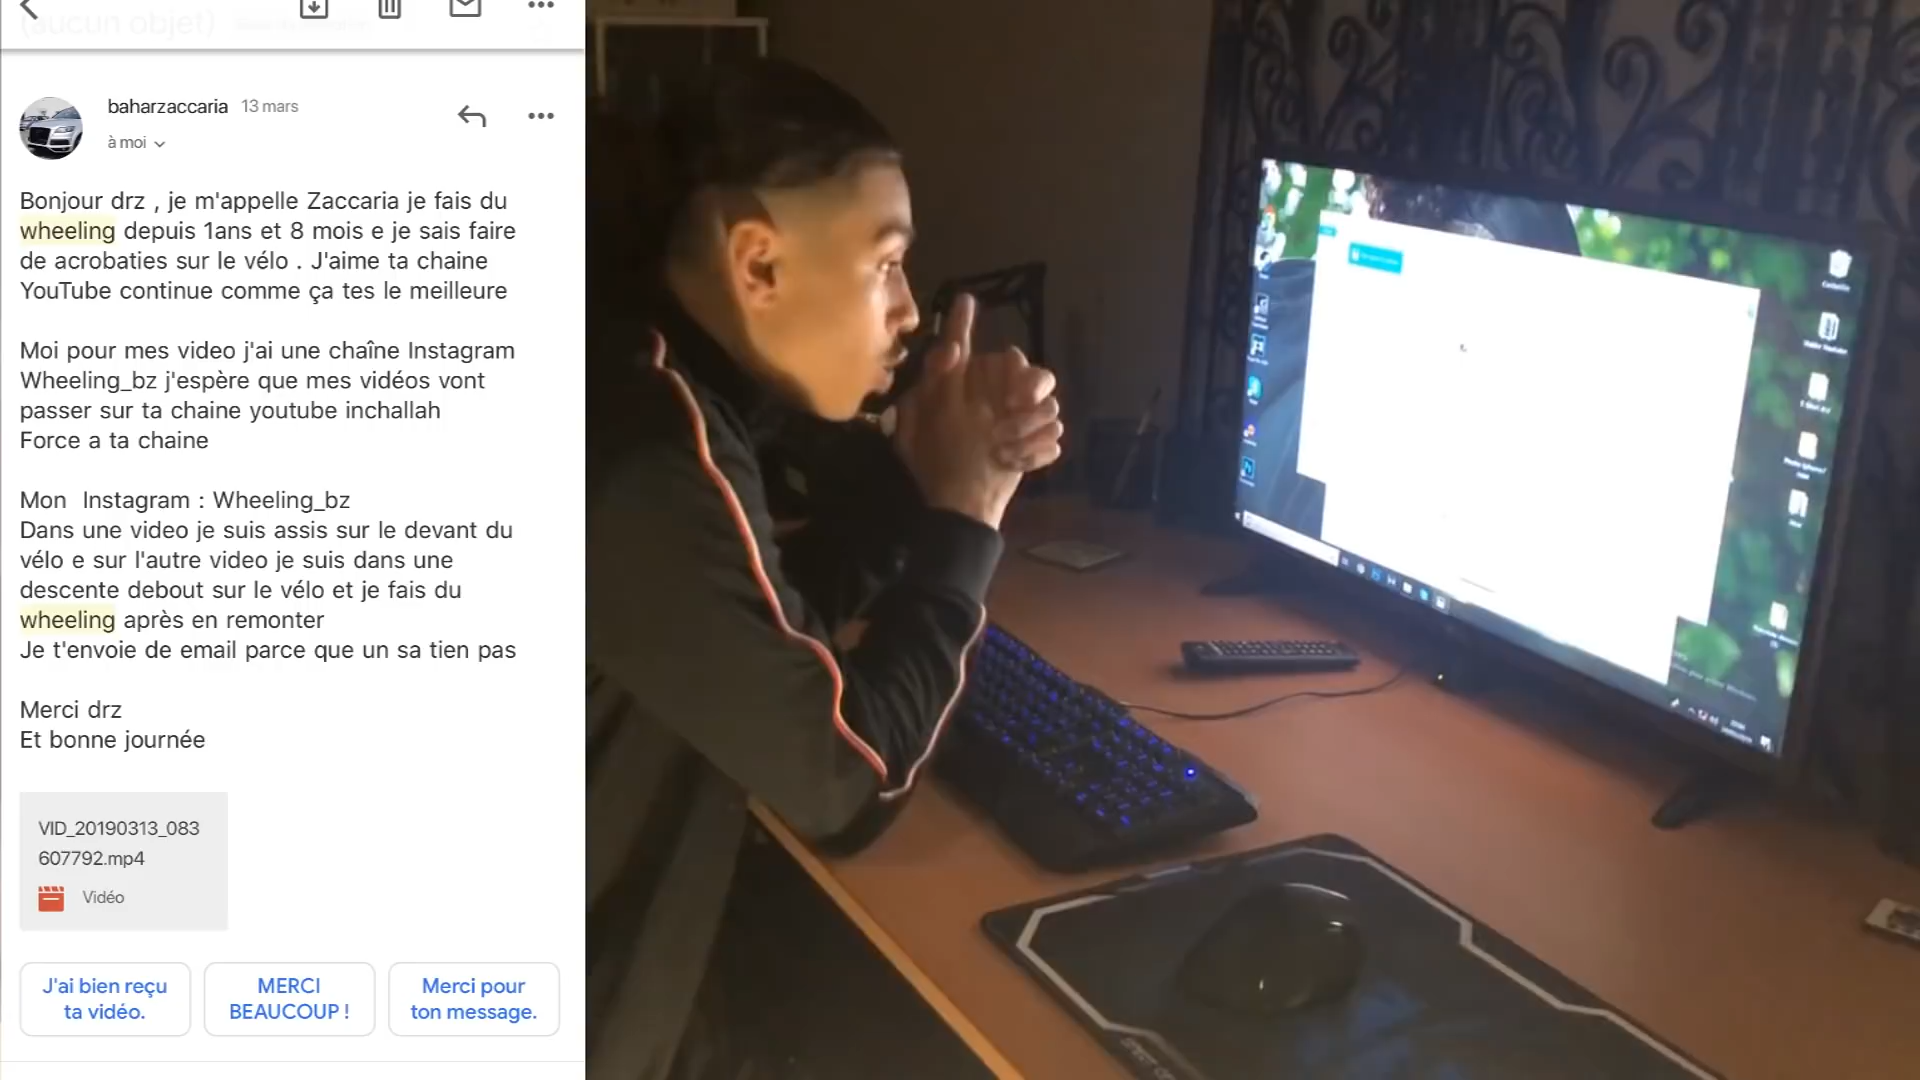 (aucun objet)
baharzaccaria 13 mars
à moi
Bonjour drz , je m'appelle Zaccaria je fais du
wheeling depuis 1ans et 8 mois e je sais faire
de acrobaties sur le vélo . J'aime ta chaine
YouTube continue comme ça tes le meilleure
Moi pour mes video j'ai une chaîne Instagram
Wheeling_bz j'espère que mes vidéos vont
passer sur ta chaine youtube inchallah
Force a ta chaine
Mon Instagram : Wheeling_bz
Dans une video je suis assis sur le devant du
vélo e sur l'autre video je suis dans une
descente debout sur le vélo et je fais du
wheeling après en remonter
Je t'envoie de email parce que un sa tien pas
Merci drz
Et bonne journée
VID_20190313_083
607792.mp4
Vidéo
J'ai bien reçu
ta vidéo.
MERCI
BEAUCOUP !
Merci pour
ton message.